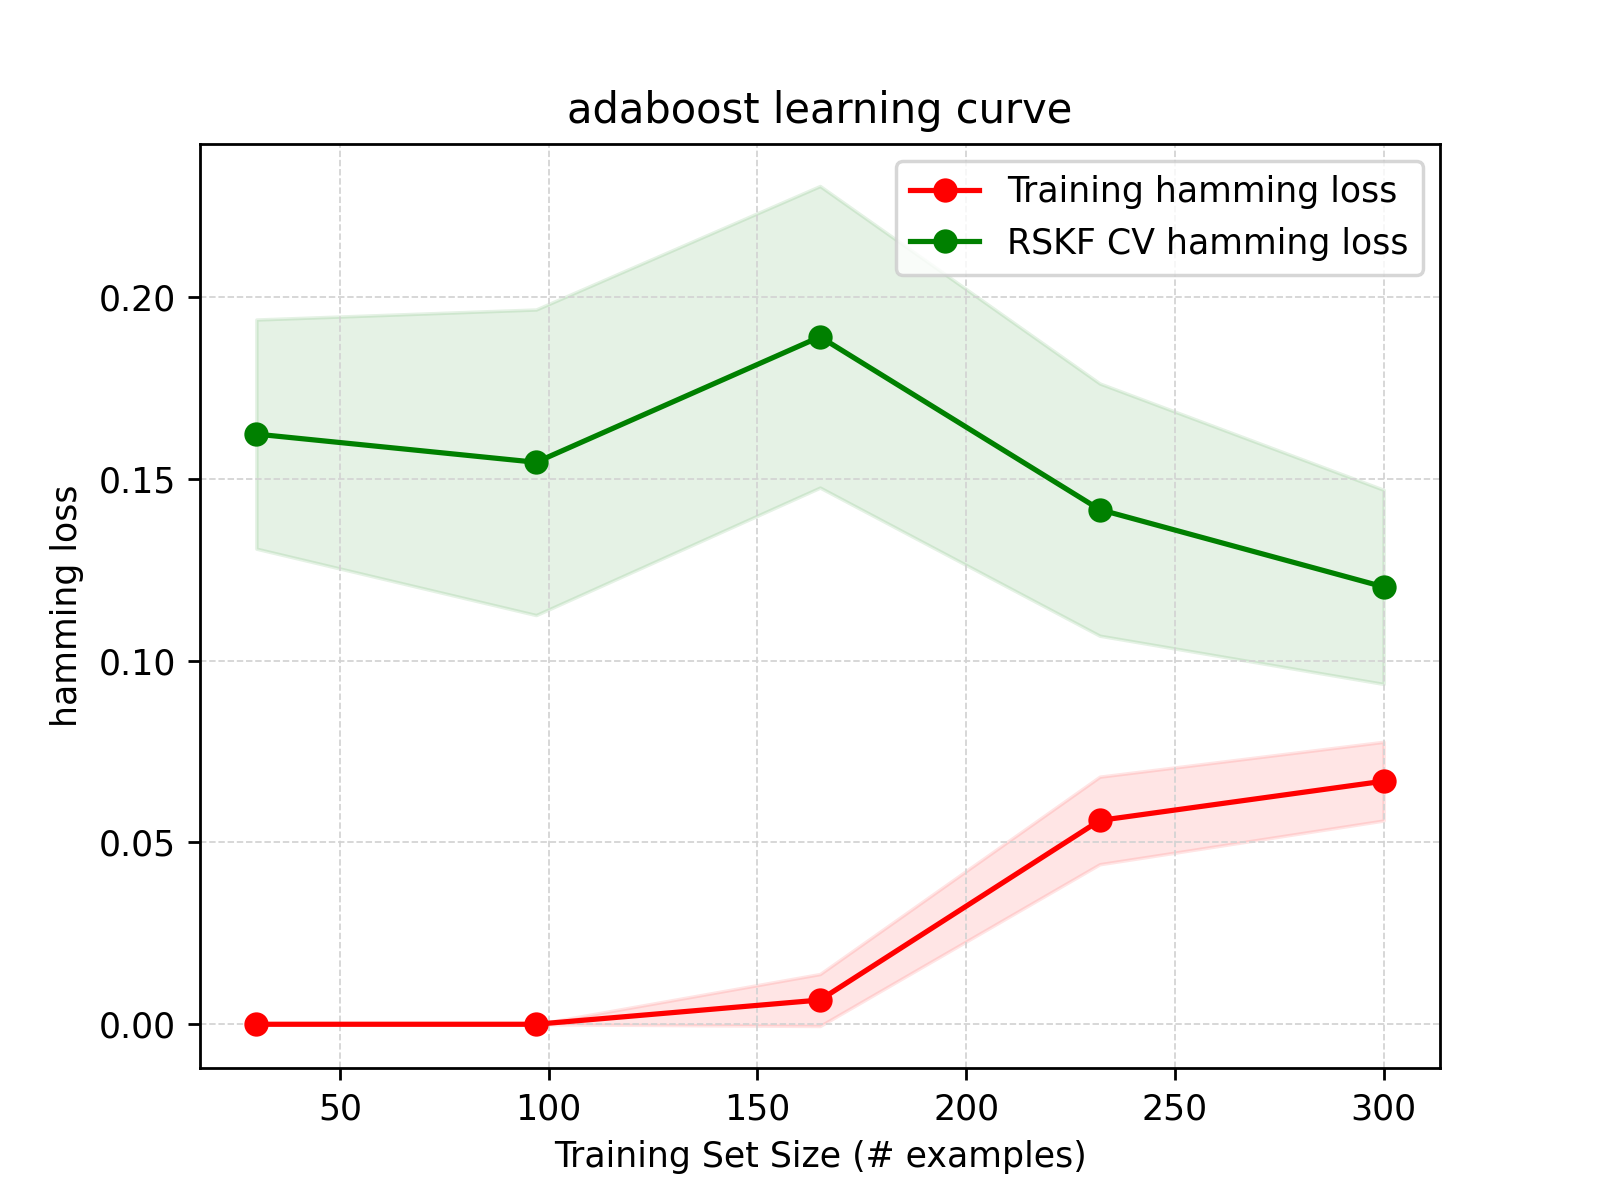 adaboost learning curve
Training hamming loss
RSKF CV hamming loss
hamming loss
0.20
0.15
0.10
0.05
0.00
50 100 150 200 250 300
Training Set Size (# examples)